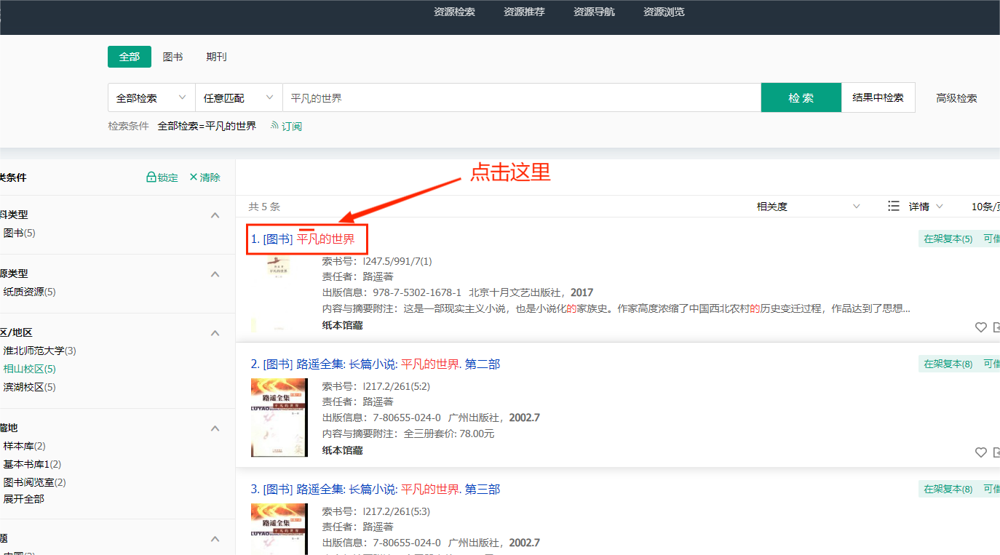 资源检索 资源推荐 资源导航 资源浏览
全部 图书 期刊
全部检索 任意匹配 平凡的世界 检 索 结果中检索 高级检索
检索条件 全部检索=平凡的世界 订阅
类条件 锁定 清除
点击这里
共 5 条 相关度 详情 10条/页
料类型
图书(5)
源类型
纸质资源(5)
区/地区
淮北师范大学(3)
相山校区(5)
滨湖校区(5)
藏地
样本库(2)
基本书库1(2)
图书阅览室(2)
展开全部
题
1. [图书] 平凡的世界 在架复本(5) 可借
索书号：I247.5/991/7(1)
责任者：路遥著
出版信息：978-7-5302-1678-1 北京十月文艺出版社，2017
内容与摘要附注：这是一部现实主义小说，也是小说化的家族史。作家高度浓缩了中国西北农村的历史变迁过程，作品达到了思想...
纸本馆藏
2. [图书] 路遥全集: 长篇小说: 平凡的世界. 第二部 在架复本(8) 可借
路遥全集
平凡的世界
索书号：I217.2/261(5:2)
责任者：路遥著
出版信息：7-80655-024-0 广州出版社，2002.7
内容与摘要附注：全三册套价: 78.00元
纸本馆藏
3. [图书] 路遥全集: 长篇小说: 平凡的世界. 第三部 在架复本(8) 可借
路遥全集
平凡的世界
索书号：I217.2/261(5:3)
责任者：路遥著
出版信息：7-80655-024-0 广州出版社，2002.7